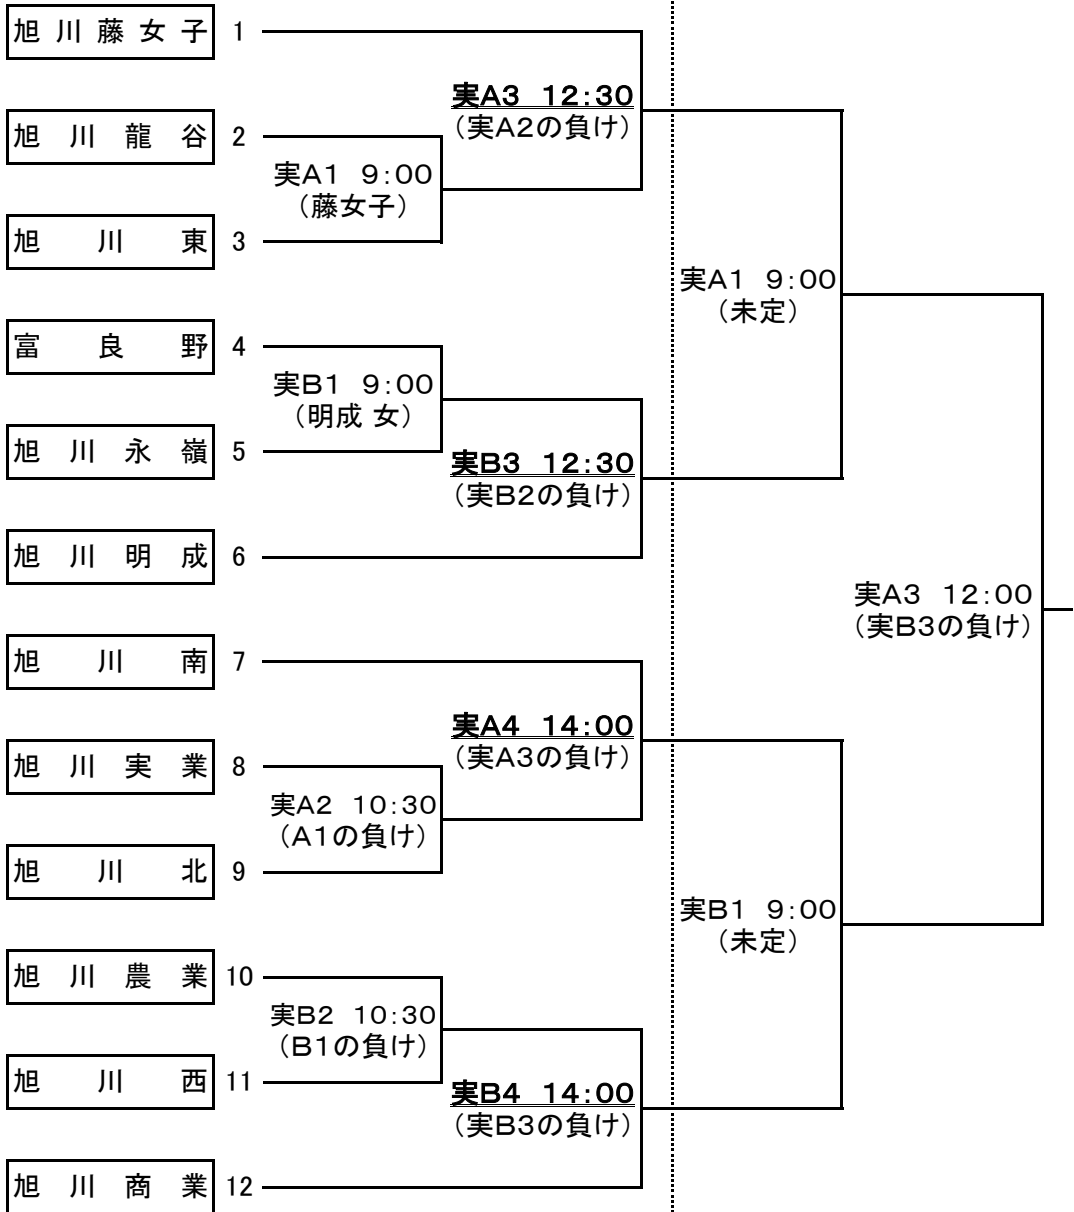 旭川藤女子 1
実A3 12:30
(実A2の負け)
旭川龍谷 2
実A1 9:00
(藤女子)
旭川東 3
実A1 9:00
(未定)
富良野 4
実B1 9:00
(明成 女)
旭川永嶺 5
実B3 12:30
(実B2の負け)
旭川明成 6
実A3 12:00
(実B3の負け)
旭川南 7
実A4 14:00
(実A3の負け)
旭川実業 8
実A2 10:30
(A1の負け)
旭川北 9
実B1 9:00
(未定)
旭川農業 10
実B2 10:30
(B1の負け)
旭川西 11
実B4 14:00
(実B3の負け)
旭川商業 12